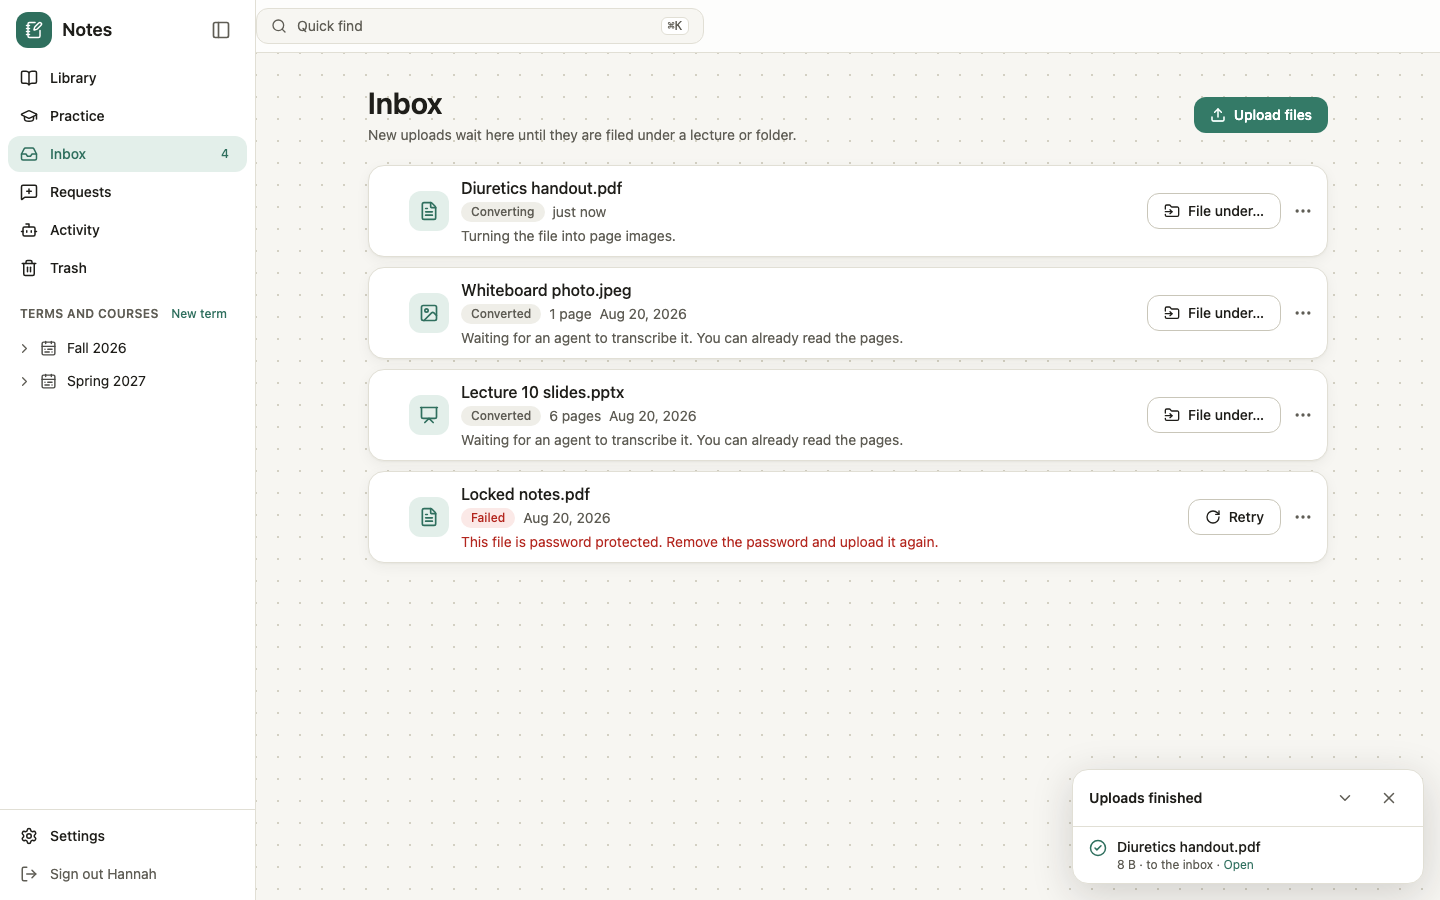 Notes
Quick find
⌘K
Library
Practice
Inbox
4
Requests
Activity
Trash
TERMS AND COURSES
New term
Fall 2026
Spring 2027
Settings
Sign out Hannah
Inbox
New uploads wait here until they are filed under a lecture or folder.
Upload files
Diuretics handout.pdf
Converting just now
Turning the file into page images.
File under...
Whiteboard photo.jpeg
Converted 1 page Aug 20, 2026
Waiting for an agent to transcribe it. You can already read the pages.
File under...
Lecture 10 slides.pptx
Converted 6 pages Aug 20, 2026
Waiting for an agent to transcribe it. You can already read the pages.
File under...
Locked notes.pdf
Failed Aug 20, 2026
This file is password protected. Remove the password and upload it again.
Retry
Uploads finished
Diuretics handout.pdf
8 B · to the inbox · Open